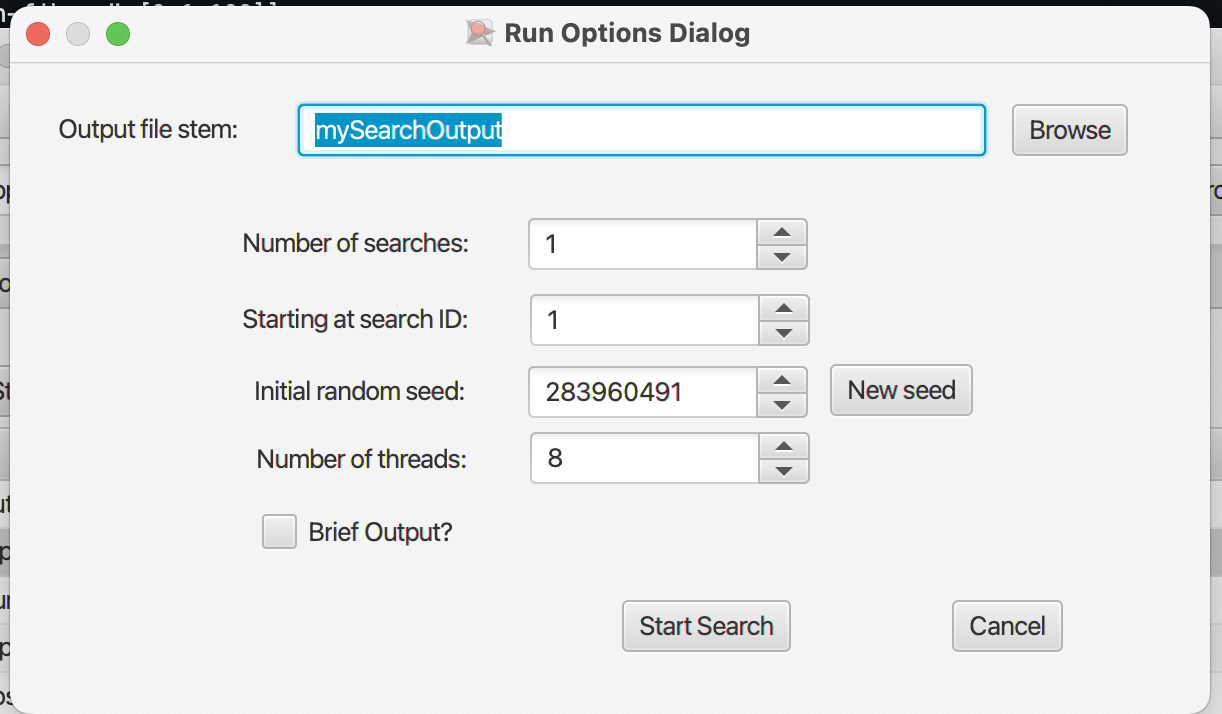 Run Options Dialog
Output file stem: mySearchOutput Browse
Number of searches: 1
Starting at search ID: 1
Initial random seed: 283960491 New seed
Number of threads: 8
Brief Output?
Start Search Cancel